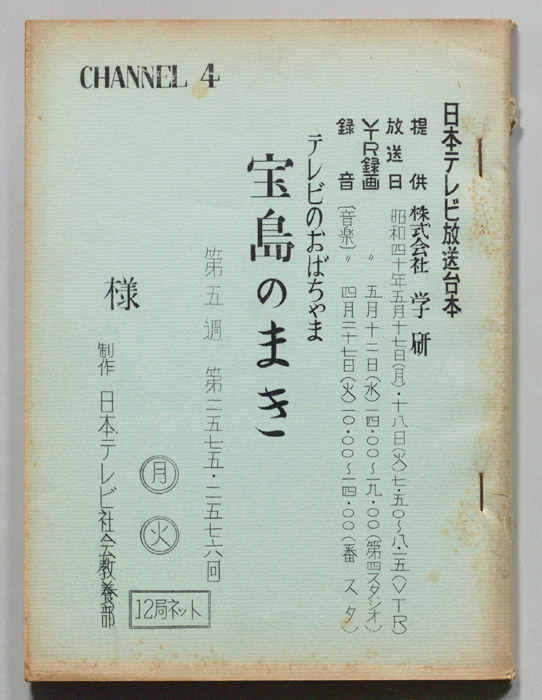 CHANNEL 4
日本テレビ放送台本
提供 株式会社 学研
放送日 昭和四十年五月十七日(月)・十八日(火)七・五〇〜八・一五(VTR)
VTR録画 〃 五月十二日(水)一四・〇〇〜一九・〇〇(第四スタジオ)
録音(音楽)〃 四月二十七日(火)一〇・〇〇〜一四・〇〇(一番スタ)
テレビのおばちゃま
宝島のまき
第五週 第二五七五・二五七六回
月 火
12局ネット
様
制作 日本テレビ社会教養部